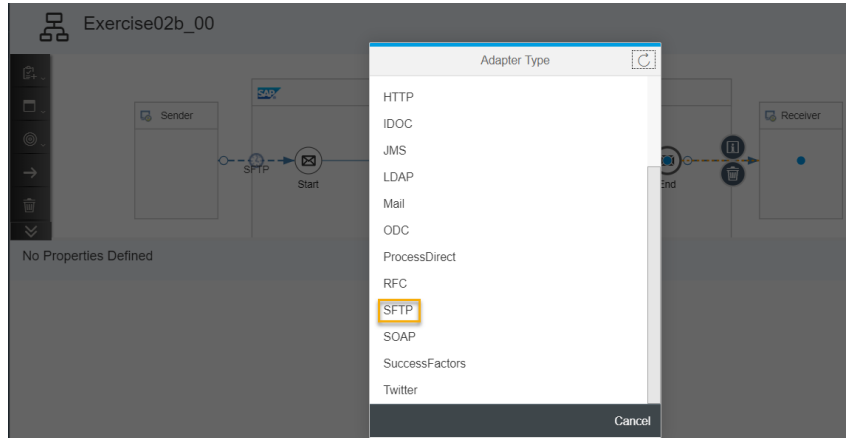 Exercise02b_00
Adapter Type
HTTP
IDOC
JMS
LDAP
Mail
ODC
ProcessDirect
RFC
SFTP
SOAP
SuccessFactors
Twitter
Cancel
SAP
Sender
SFTP
Start
End
Receiver
No Properties Defined